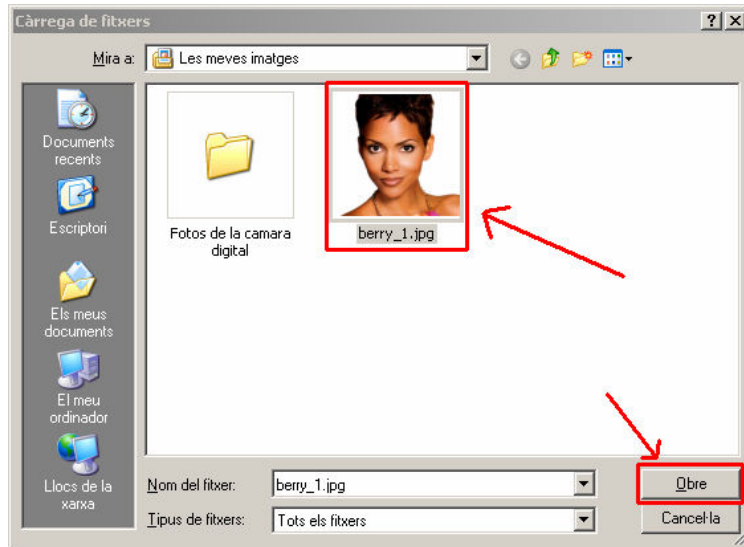 Càrrega de fitxers
Mira a:
Les meves imatges
Documents
recents
Escriptori
Els meus
documents
El meu
ordinador
Llocs de la
xarxa
Fotos de la camara
digital
berry_1.jpg
Nom del fitxer:
berry_1.jpg
Obre
Tipus de fitxers:
Tots els fitxers
Cancel·la